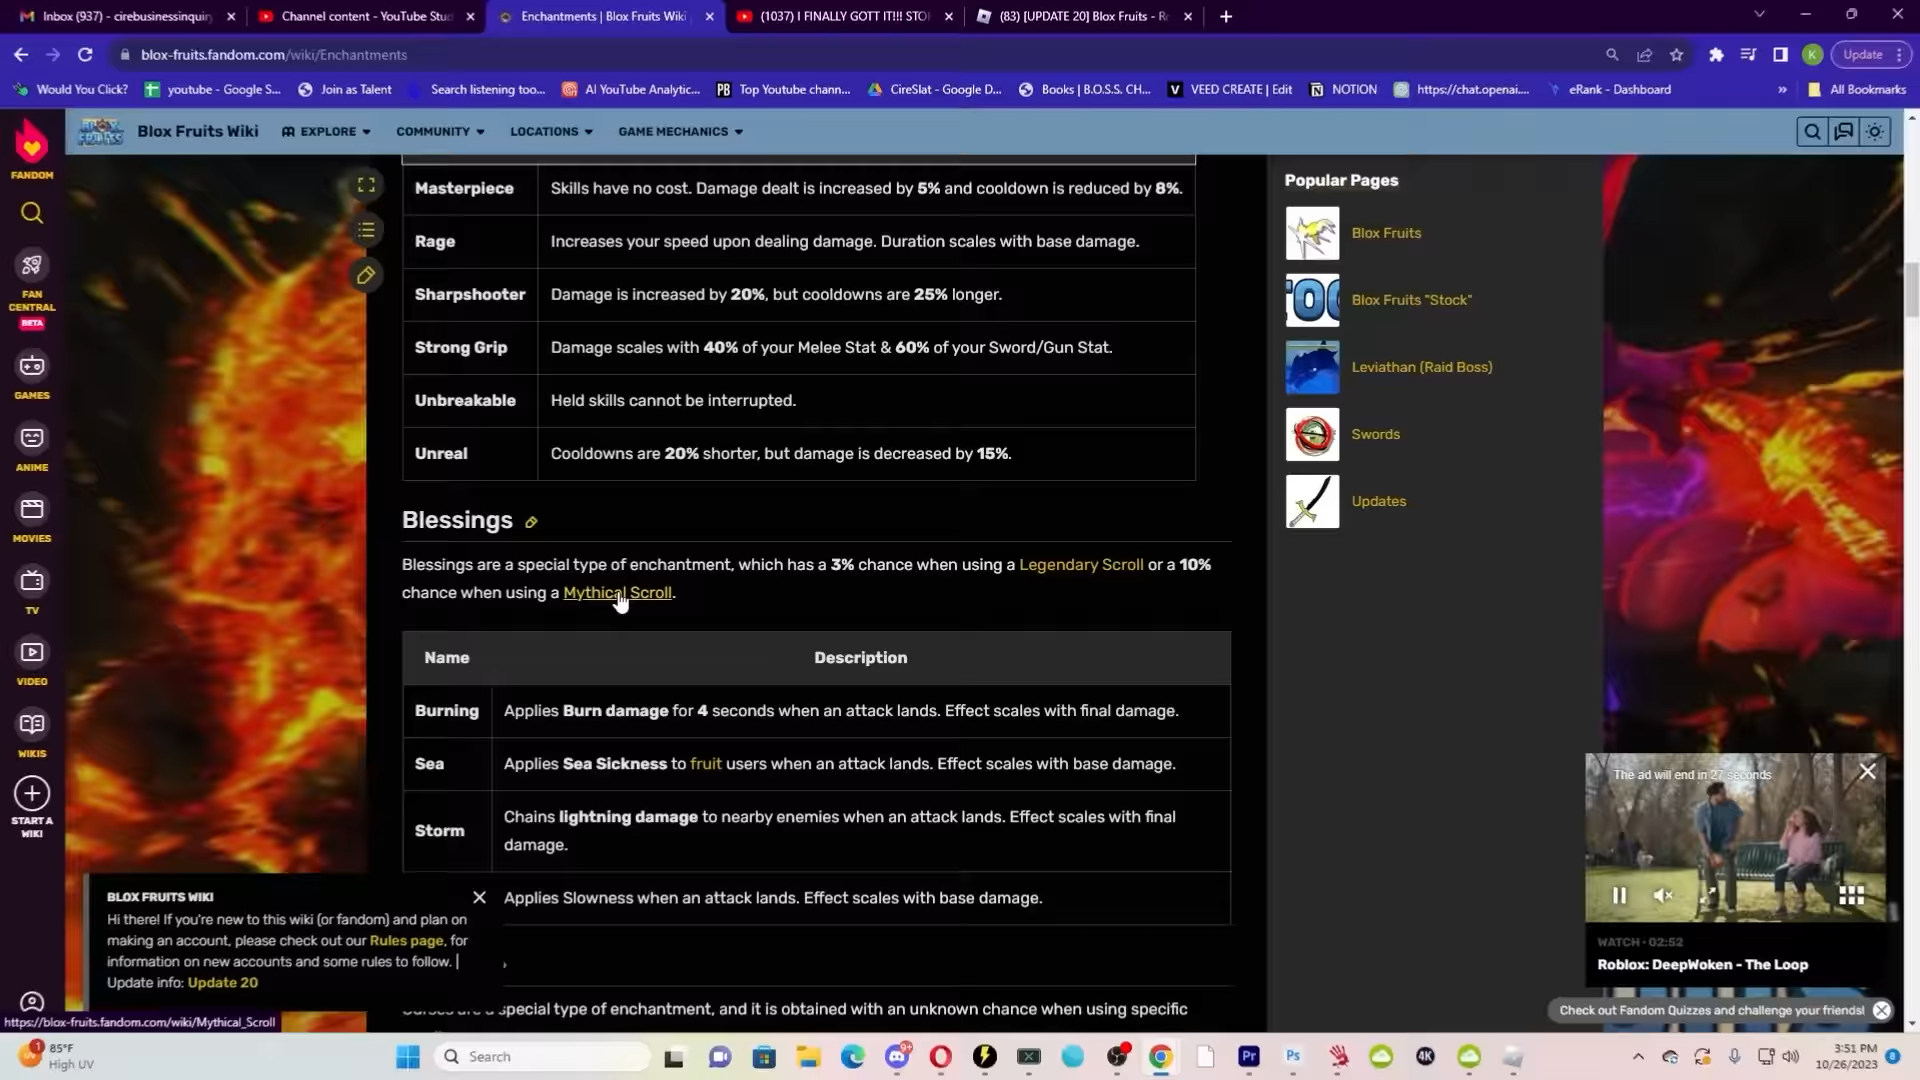 Inbox (937) - cirebusinessinquir
Channel content - YouTube Stud
Enchantments | Blox Fruits Wiki
(1037) I FINALLY GOTT IT!!! STO
(83) [UPDATE 20] Blox Fruits - Ro
blox-fruits.fandom.com/wiki/Enchantments
K
Update
Would You Click?
youtube - Google S...
Join as Talent
Search listening too...
AI YouTube Analytic...
PB Top Youtube chann...
CireSlat - Google D...
Books | B.O.S.S. CH...
V VEED CREATE | Edit
NOTION
https://chat.openai....
eRank - Dashboard
»
All Bookmarks
Blox Fruits Wiki
EXPLORE
COMMUNITY
LOCATIONS
GAME MECHANICS
FANDOM
FAN CENTRAL
BETA
GAMES
ANIME
MOVIES
TV
VIDEO
WIKIS
START A WIKI
Masterpiece Skills have no cost. Damage dealt is increased by 5% and cooldown is reduced by 8%.
Rage Increases your speed upon dealing damage. Duration scales with base damage.
Sharpshooter Damage is increased by 20%, but cooldowns are 25% longer.
Strong Grip Damage scales with 40% of your Melee Stat & 60% of your Sword/Gun Stat.
Unbreakable Held skills cannot be interrupted.
Unreal Cooldowns are 20% shorter, but damage is decreased by 15%.
Blessings
Blessings are a special type of enchantment, which has a 3% chance when using a Legendary Scroll or a 10%
chance when using a Mythical Scroll.
Name Description
Burning Applies Burn damage for 4 seconds when an attack lands. Effect scales with final damage.
Sea Applies Sea Sickness to fruit users when an attack lands. Effect scales with base damage.
Storm Chains lightning damage to nearby enemies when an attack lands. Effect scales with final
damage.
Applies Slowness when an attack lands. Effect scales with base damage.
special type of enchantment, and it is obtained with an unknown chance when using specific
BLOX FRUITS WIKI
Hi there! If you're new to this wiki (or fandom) and plan on
making an account, please check out our Rules page, for
information on new accounts and some rules to follow. |
Update info: Update 20
https://blox-fruits.fandom.com/wiki/Mythical_Scroll
Popular Pages
Blox Fruits
Blox Fruits "Stock"
Leviathan (Raid Boss)
Swords
Updates
The ad will end in 27 seconds
WATCH • 02:52
Roblox: DeepWoken - The Loop
Check out Fandom Quizzes and challenge your friends!
1
85°F
High UV
Search
9+
Pr
Ps
4K
3:51 PM
10/26/2023
8